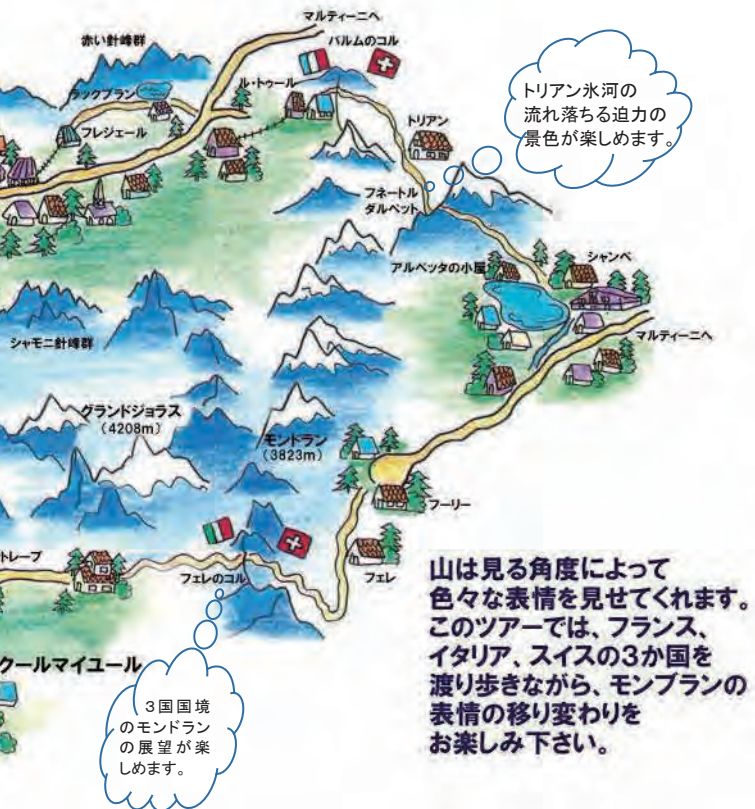 マルティーニへ
赤い針峰群
バルムのコル
ラックブラン
ル・トゥール
フレジェール
トリアン
トリアン氷河の
流れ落ちる迫力の
景色が楽しめます。
フネートル
ダルペット
アルペッタの小屋
シャンペ
シャモニ針峰群
マルティーニへ
グランドジョラス
(4208m)
モンドラン
(3823m)
フーリー
トレーブ
フェレのコル
フェレ
クールマイユール
3国国境
のモンドラン
の展望が楽
しめます。
山は見る角度によって
色々な表情を見せてくれます。
このツアーでは、フランス、
イタリア、スイスの3か国を
渡り歩きながら、モンブランの
表情の移り変わりを
お楽しみ下さい。